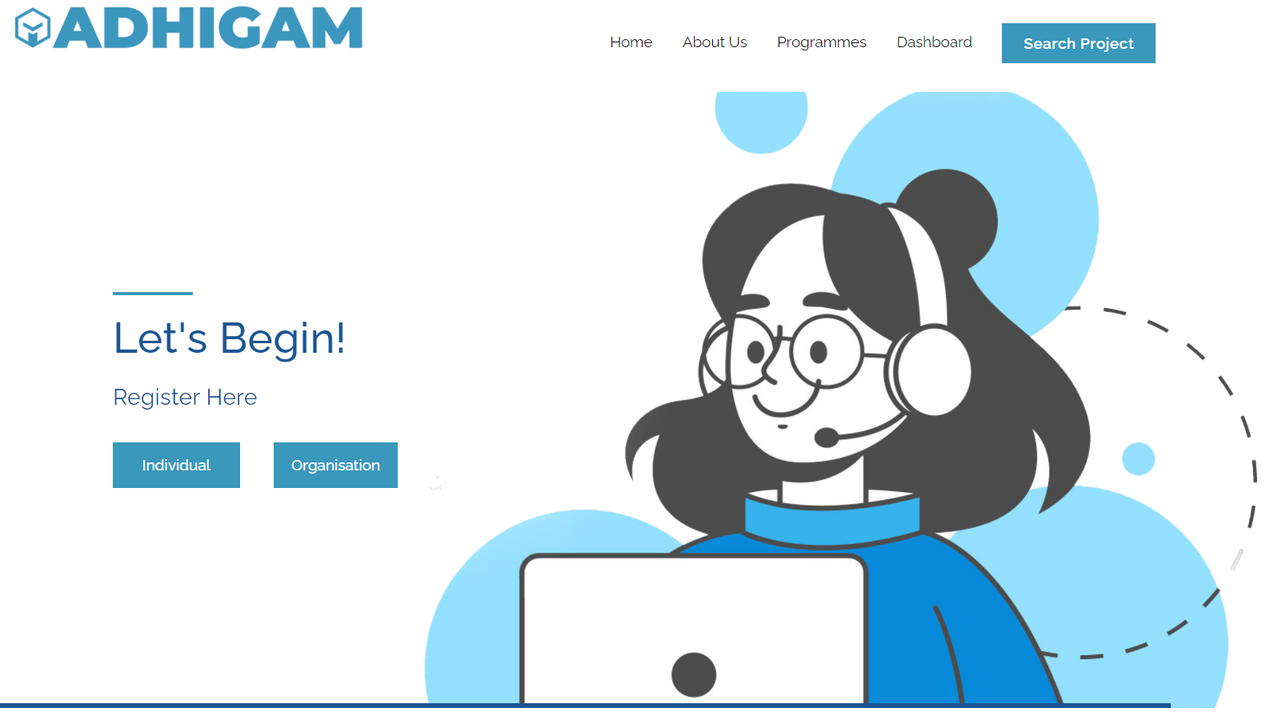 ADHIGAM
Home About Us Programmes Dashboard Search Project
Let's Begin!
Register Here
Individual Organisation